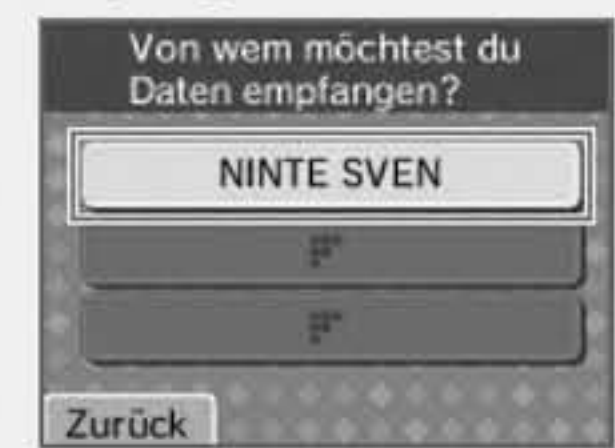 Von wem möchtest du
Daten empfangen?
NINTE SVEN
Zurück